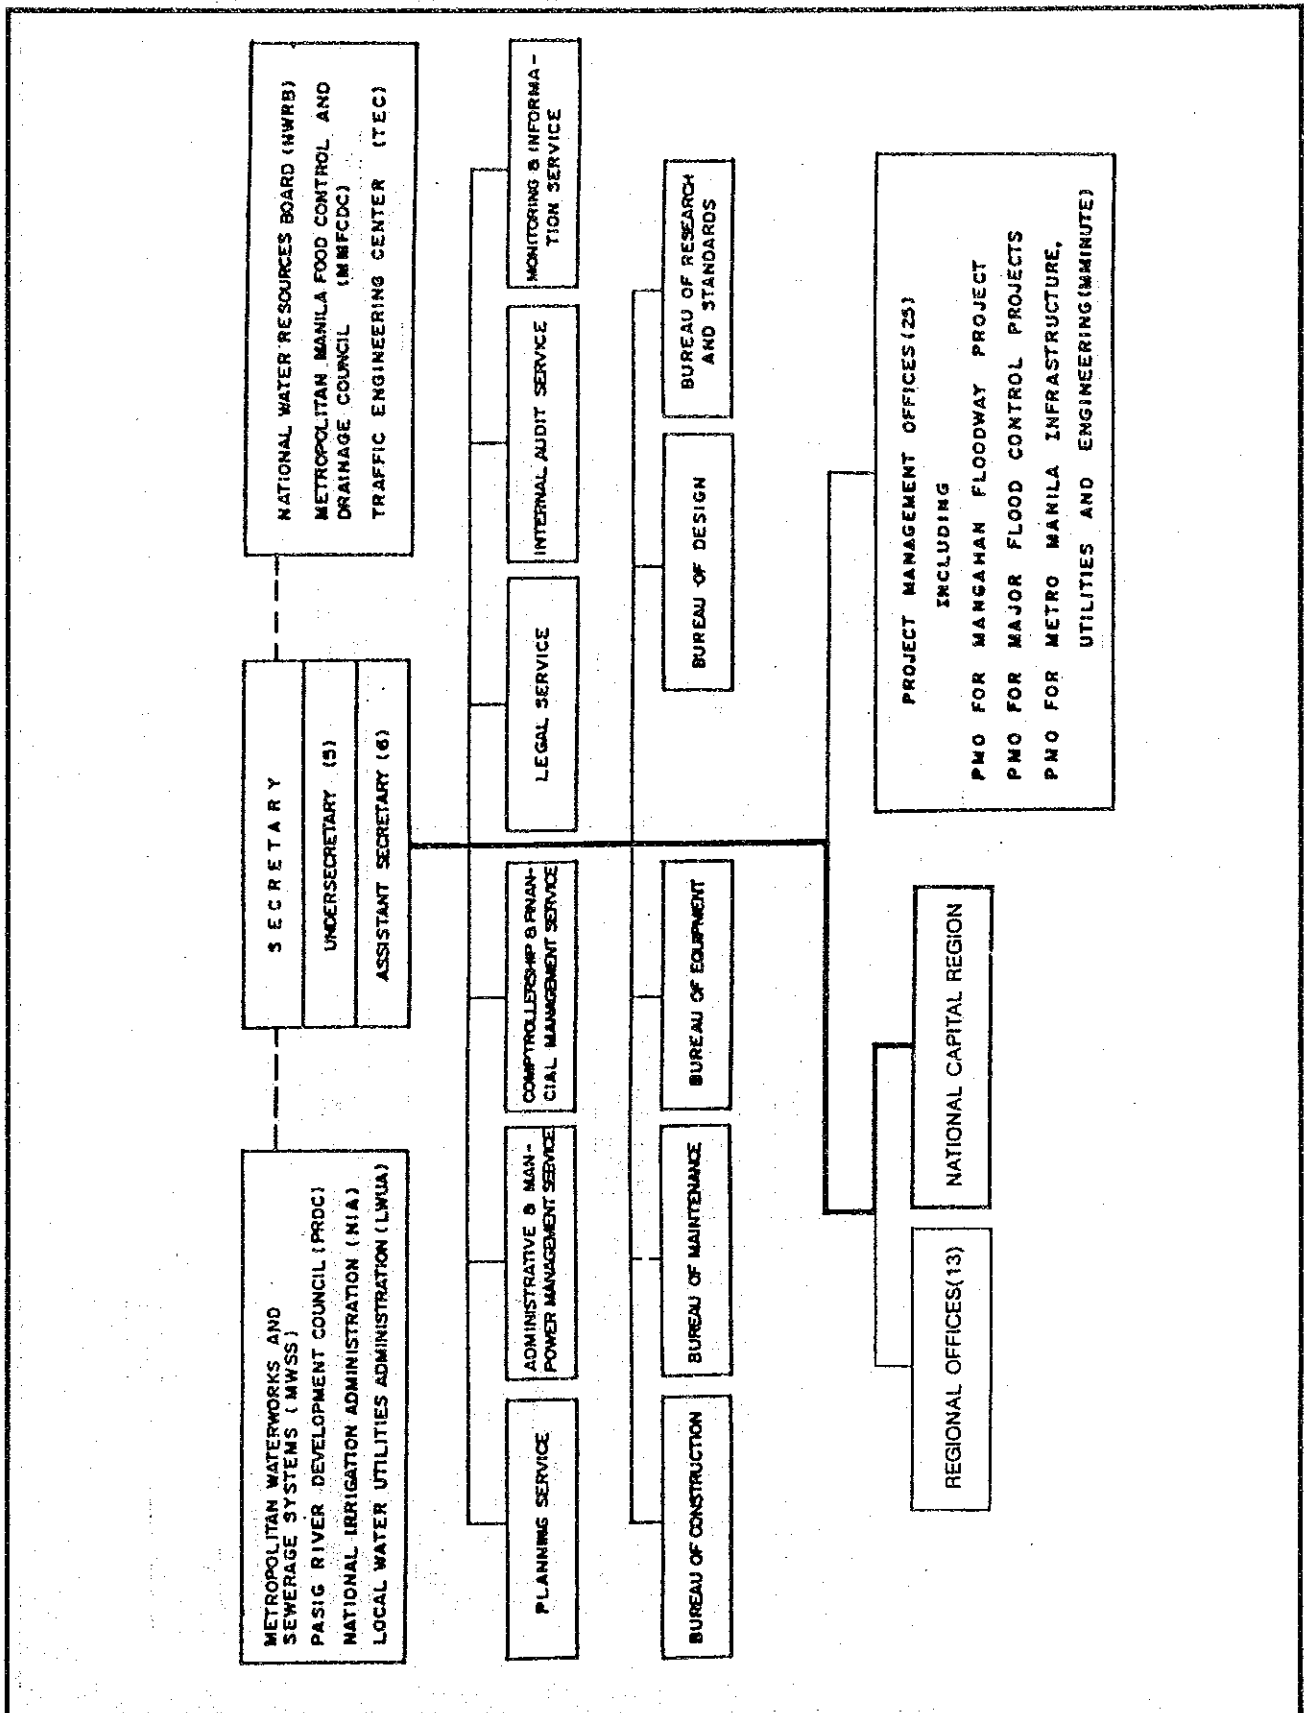 METROPOLITAN WATERWORKS AND
SEWERAGE SYSTEMS (MWSS)
PASIG RIVER DEVELOPMENT COUNCIL (PRDC)
NATIONAL IRRIGATION ADMINISTRATION (NIA)
LOCAL WATER UTILITIES ADMINISTRATION (LWUA)
SECRETARY
UNDERSECRETARY (5)
ASSISTANT SECRETARY (6)
NATIONAL WATER RESOURCES BOARD (NWRB)
METROPOLITAN MANILA FOOD CONTROL AND
DRAINAGE COUNCIL (MMFCDC)
TRAFFIC ENGINEERING CENTER (TEC)
PLANNING SERVICE
ADMINISTRATIVE & MAN-
POWER MANAGEMENT SERVICE
COMPTROLLERSHIP & FINAN-
CIAL MANAGEMENT SERVICE
LEGAL SERVICE
INTERNAL AUDIT SERVICE
MONITORING & INFORMA-
TION SERVICE
BUREAU OF CONSTRUCTION
BUREAU OF MAINTENANCE
BUREAU OF EQUIPMENT
BUREAU OF DESIGN
BUREAU OF RESEARCH
AND STANDARDS
REGIONAL OFFICES(13)
NATIONAL CAPITAL REGION
PROJECT MANAGEMENT OFFICES (25)
INCLUDING
PMO FOR MANGAHAN FLOODWAY PROJECT
PMO FOR MAJOR FLOOD CONTROL PROJECTS
PMO FOR METRO MANILA INFRASTRUCTURE,
UTILITIES AND ENGINEERING (MMINUTE)